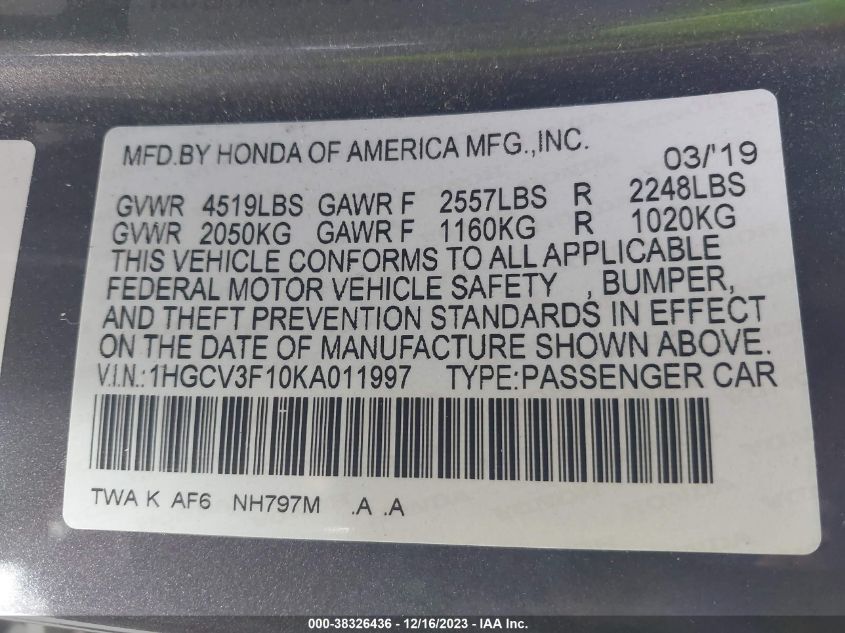 MFD.BY HONDA OF AMERICA MFG.,INC. 03/'19
GVWR 4519LBS GAWR F 2557LBS R 2248LBS
GVWR 2050KG GAWR F 1160KG R 1020KG
THIS VEHICLE CONFORMS TO ALL APPLICABLE
FEDERAL MOTOR VEHICLE SAFETY , BUMPER,
AND THEFT PREVENTION STANDARDS IN EFFECT
ON THE DATE OF MANUFACTURE SHOWN ABOVE.
V.I.N.:1HGCV3F10KA011997 TYPE:PASSENGER CAR
TWA K AF6 NH797M .A .A
000-38326436 - 12/16/2023 - IAA Inc.